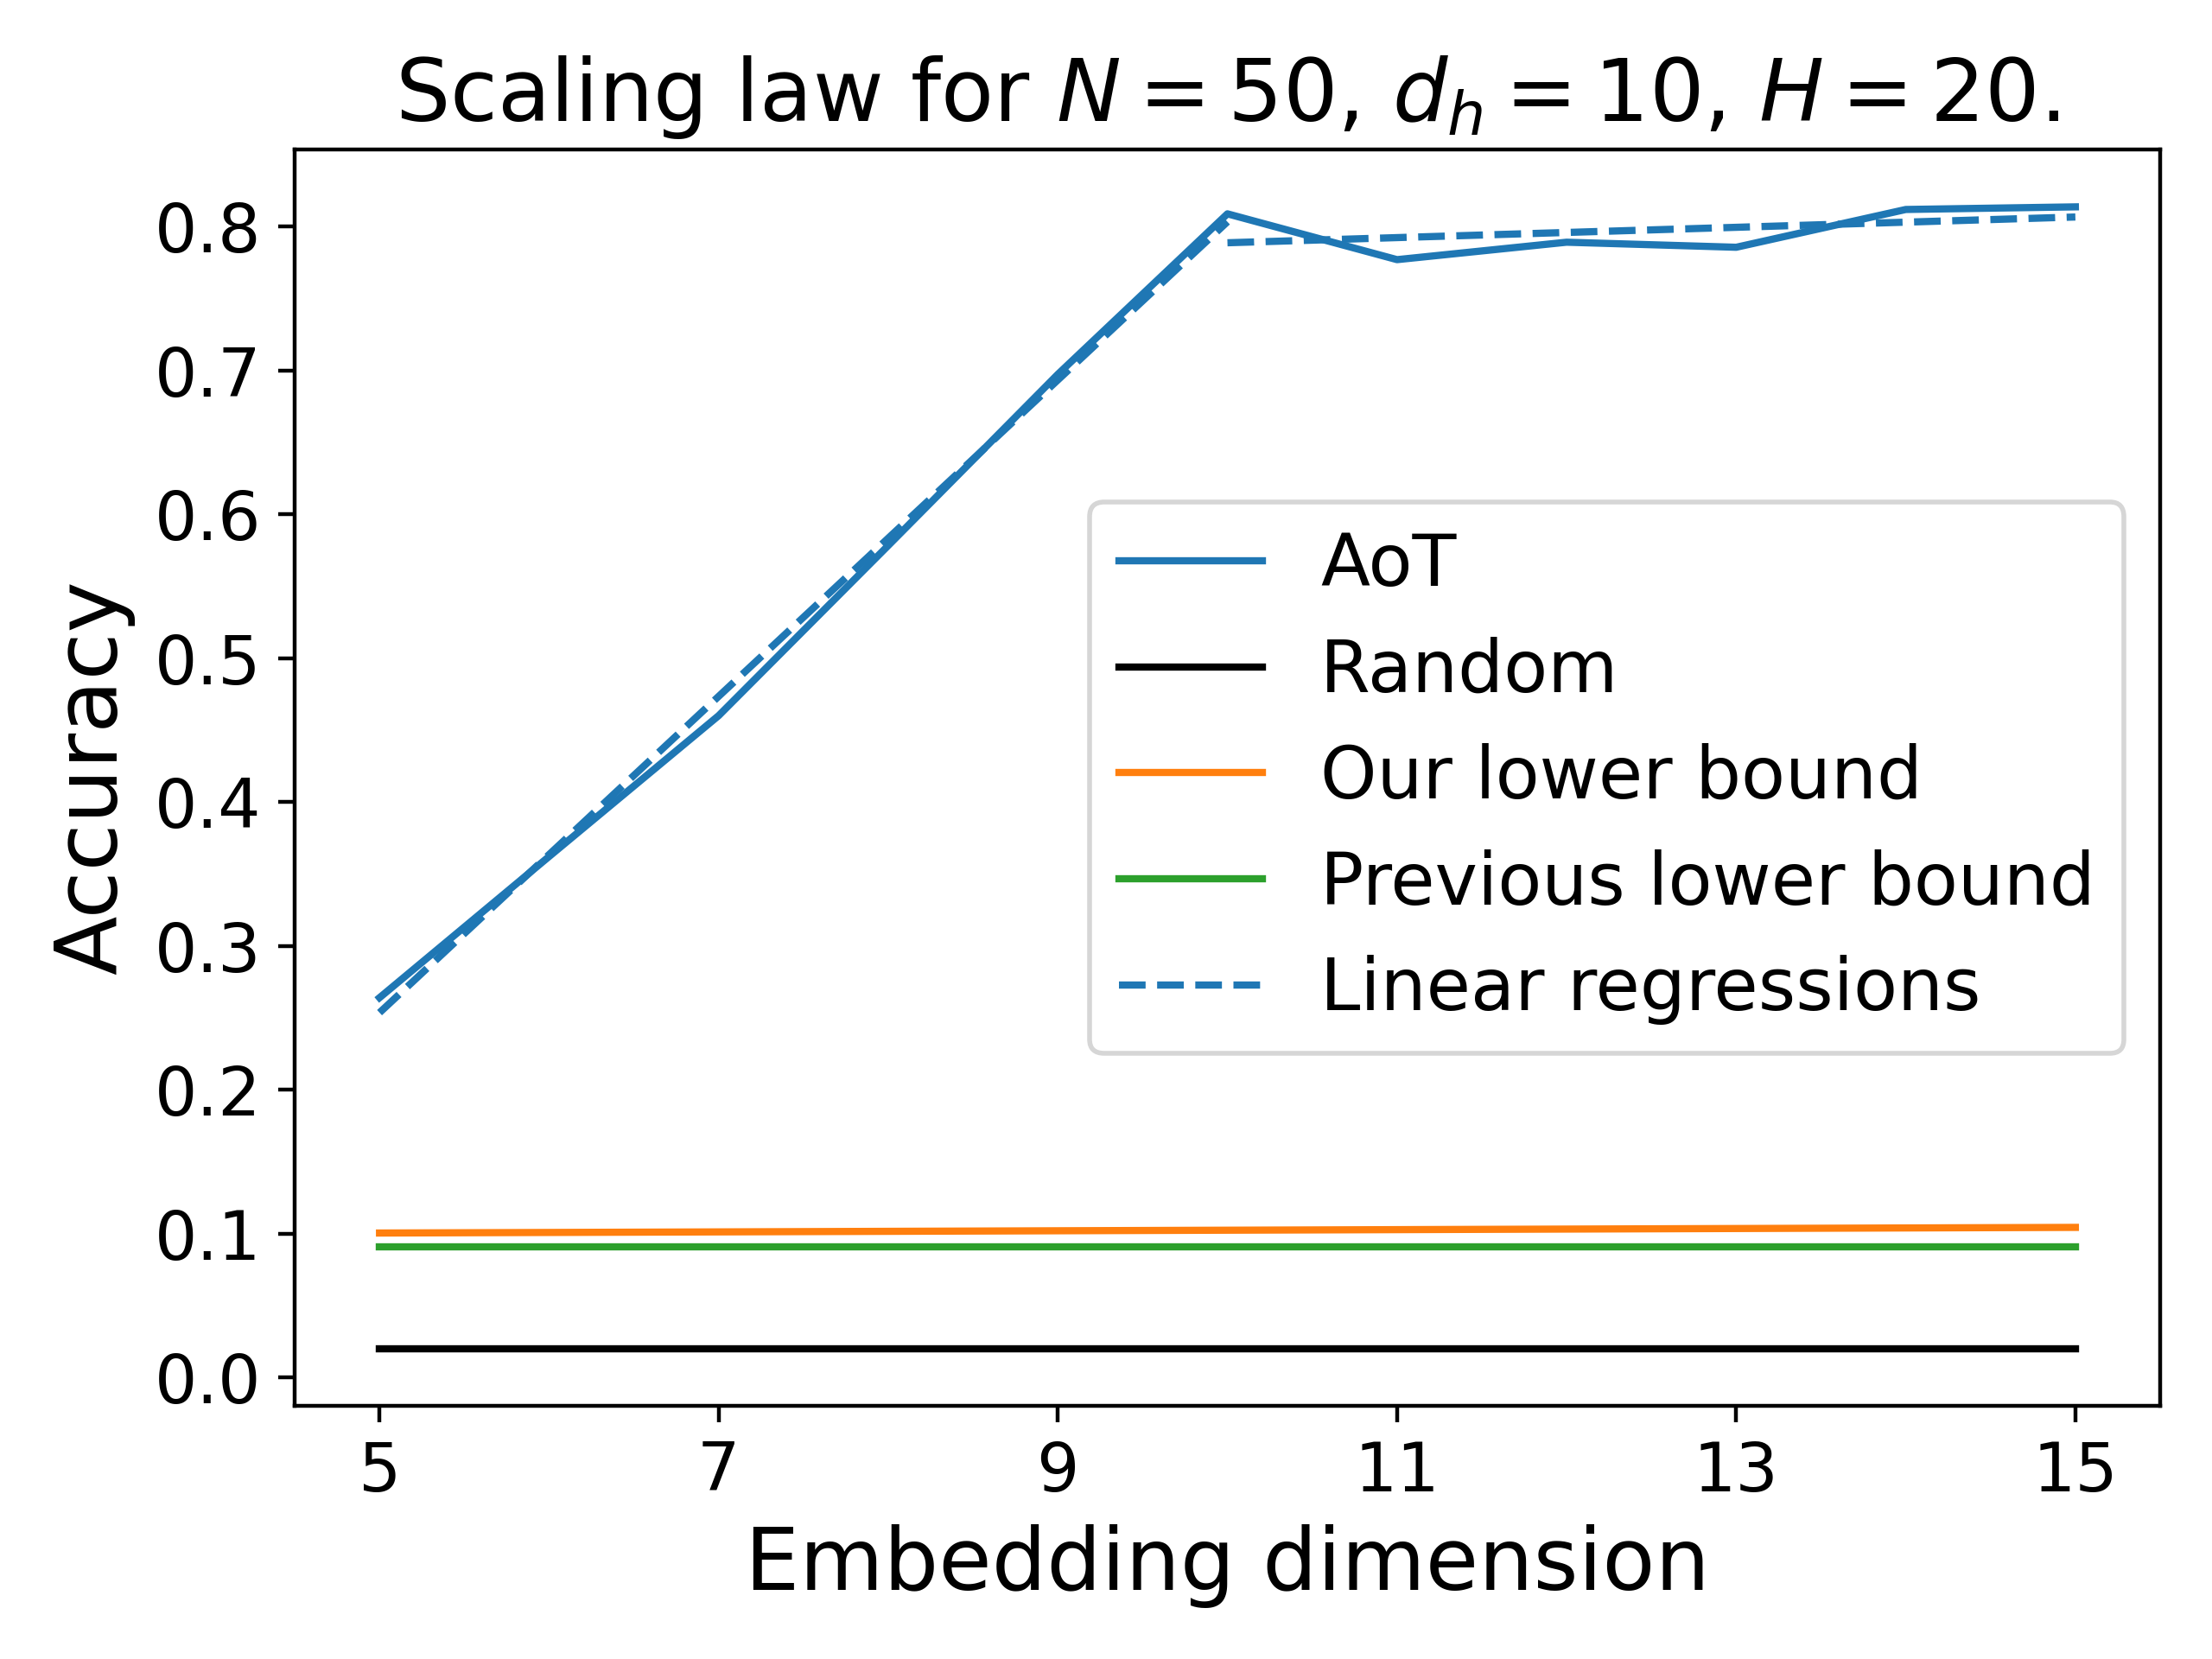 Scaling law for N = 50, d_h = 10, H = 20.
Accuracy
0.8
0.7
0.6
0.5
0.4
0.3
0.2
0.1
0.0
AoT
Random
Our lower bound
Previous lower bound
Linear regressions
5 7 9 11 13 15
Embedding dimension